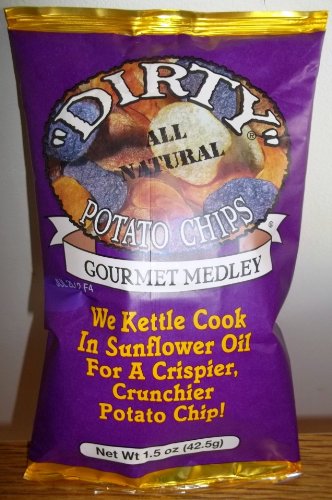 "DIRTY"®
ALL
NATURAL
POTATO CHIPS®
GOURMET MEDLEY
We Kettle Cook
In Sunflower Oil
For A Crispier,
Crunchier
Potato Chip!
Net Wt 1.5 oz (42.5g)